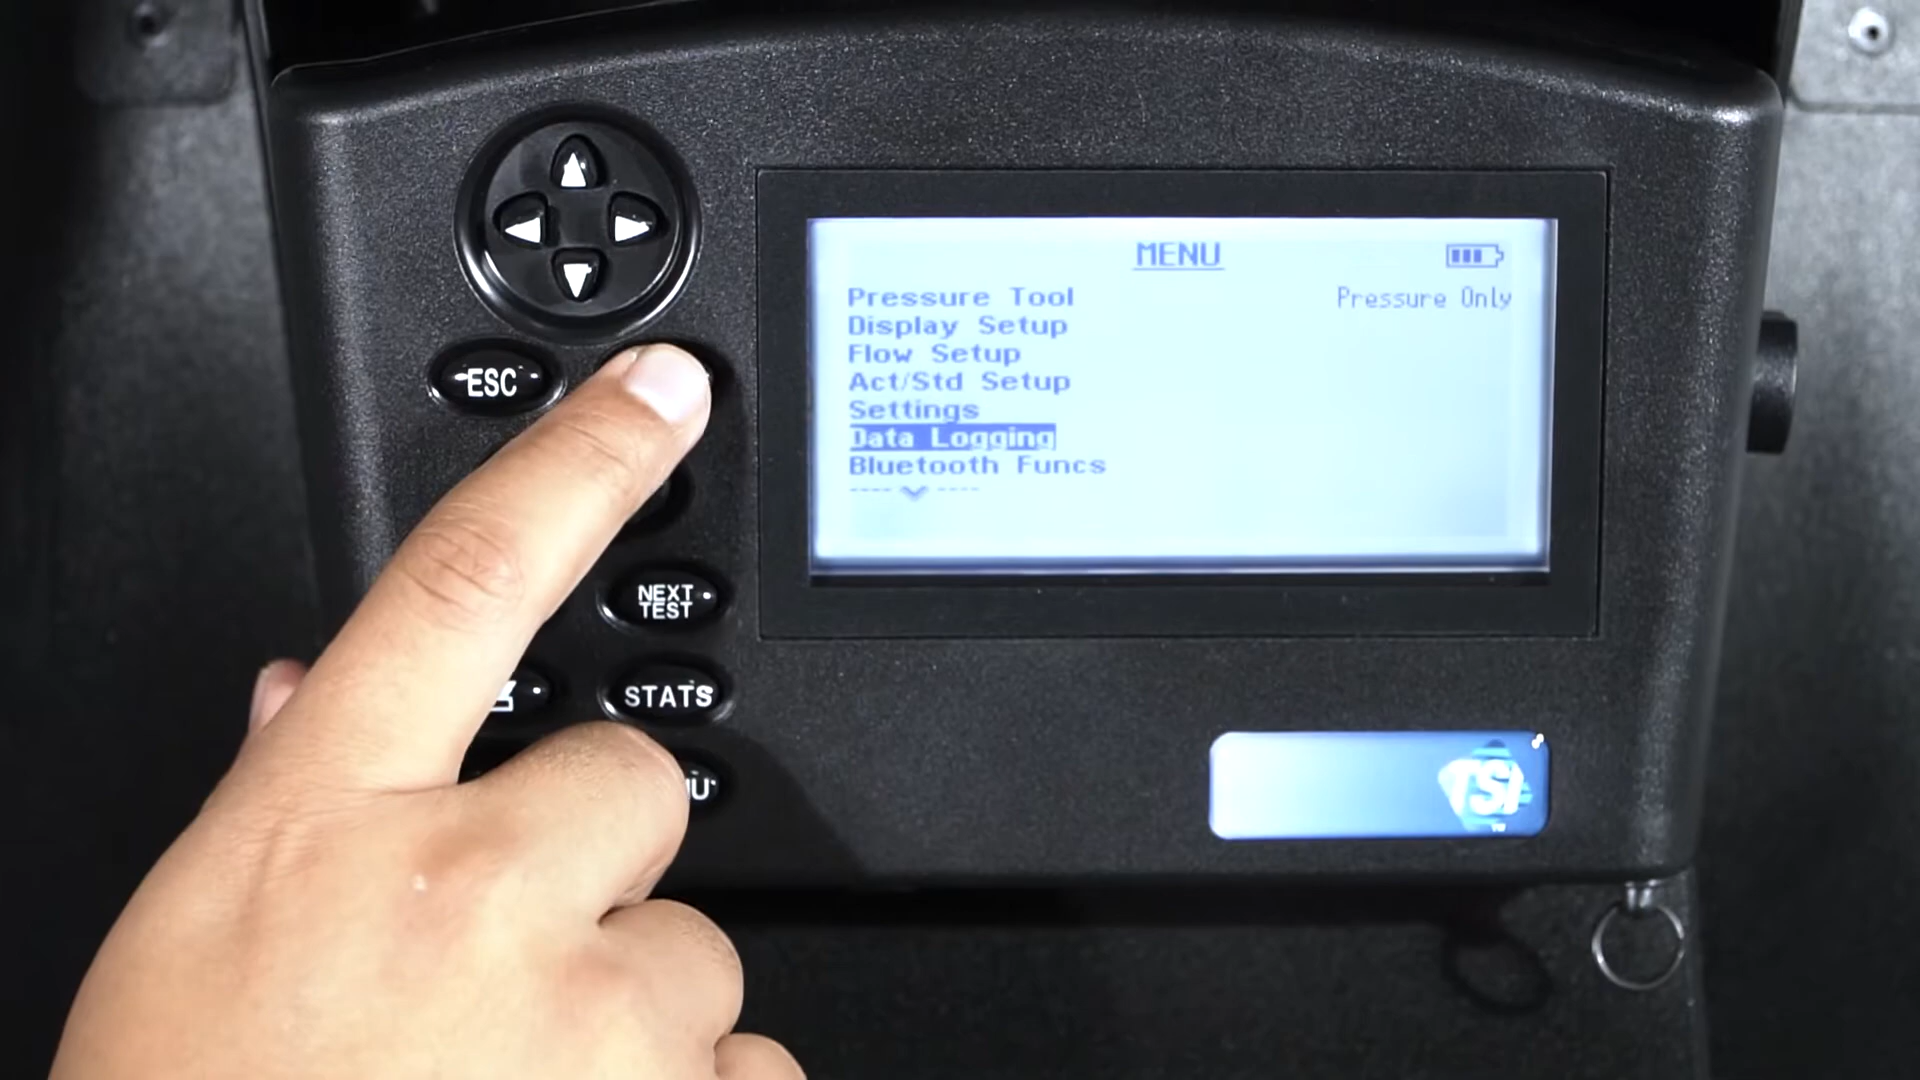 MENU
Pressure Tool Pressure Only
Display Setup
Flow Setup
Act/Std Setup
Settings
Data Logging
Bluetooth Funcs
ESC
NEXT
TEST
STATS
TSI